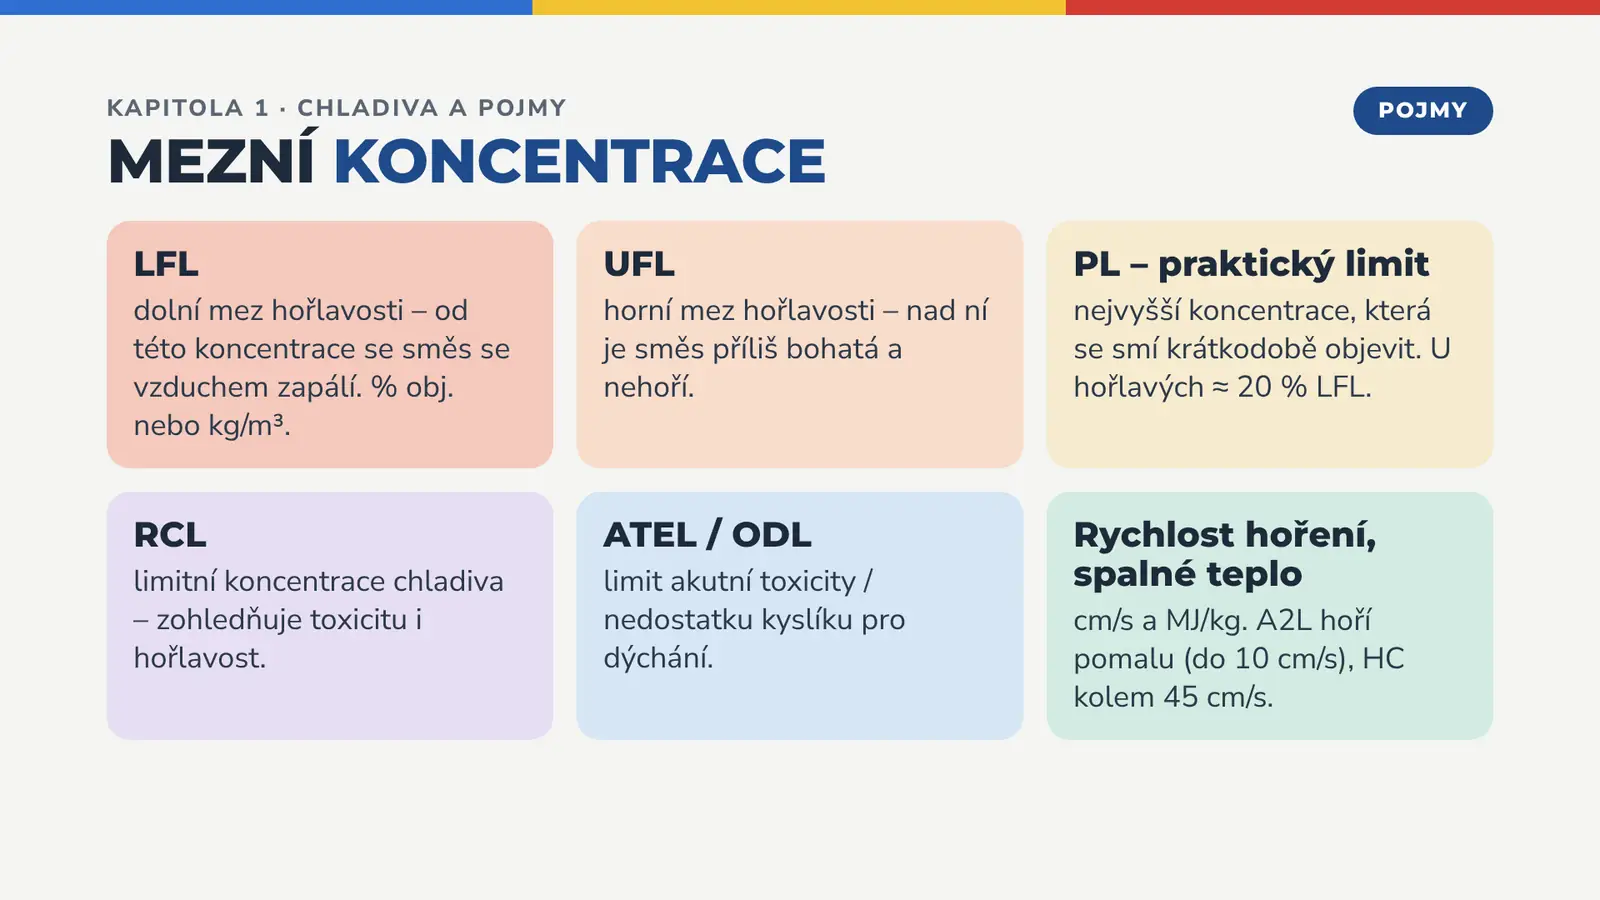 KAPITOLA 1 · CHLADIVA A POJMY
POJMY
MEZNÍ KONCENTRACE
LFL
dolní mez hořlavosti – od
této koncentrace se směs se
vzduchem zapálí. % obj.
nebo kg/m³.
UFL
horní mez hořlavosti – nad ní
je směs příliš bohatá a
nehoří.
PL – praktický limit
nejvyšší koncentrace, která
se smí krátkodobě objevit. U
hořlavých ≈ 20 % LFL.
RCL
limitní koncentrace chladiva
– zohledňuje toxicitu i
hořlavost.
ATEL / ODL
limit akutní toxicity /
nedostatku kyslíku pro
dýchání.
Rychlost hoření,
spalné teplo
cm/s a MJ/kg. A2L hoří
pomalu (do 10 cm/s), HC
kolem 45 cm/s.